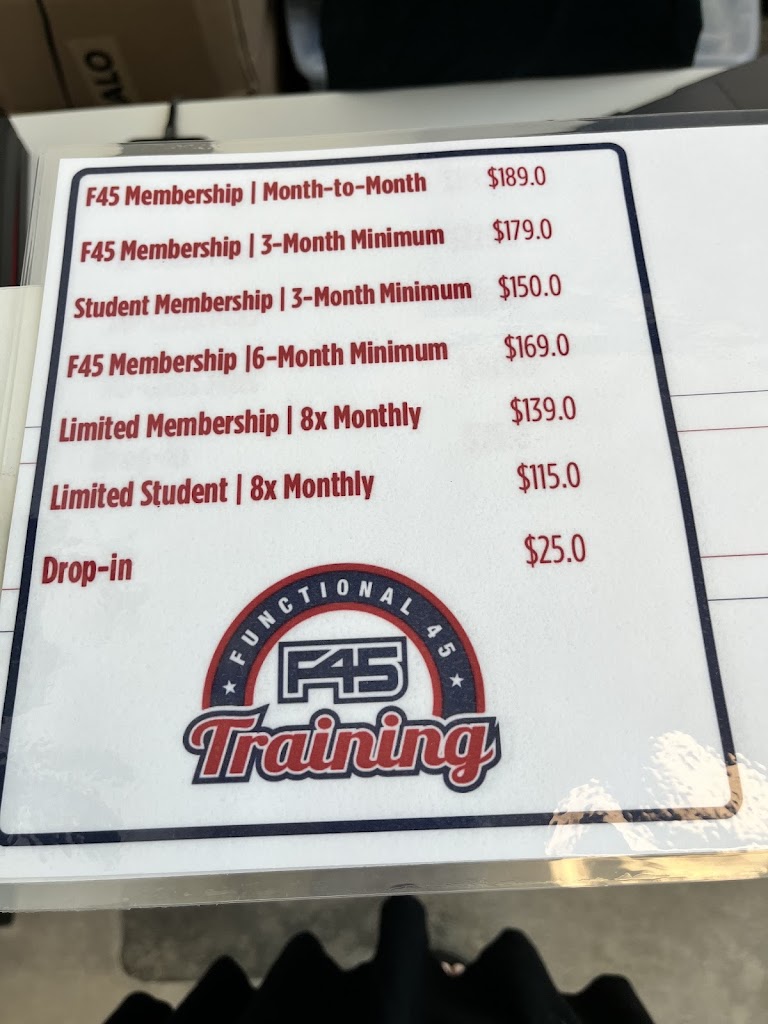 ALO
F45 Membership | Month-to-Month $189.0
F45 Membership | 3-Month Minimum $179.0
Student Membership | 3-Month Minimum $150.0
F45 Membership |6-Month Minimum $169.0
Limited Membership | 8x Monthly $139.0
Limited Student | 8x Monthly $115.0
Drop-in $25.0
FUNCTIONAL 45
F45
Training